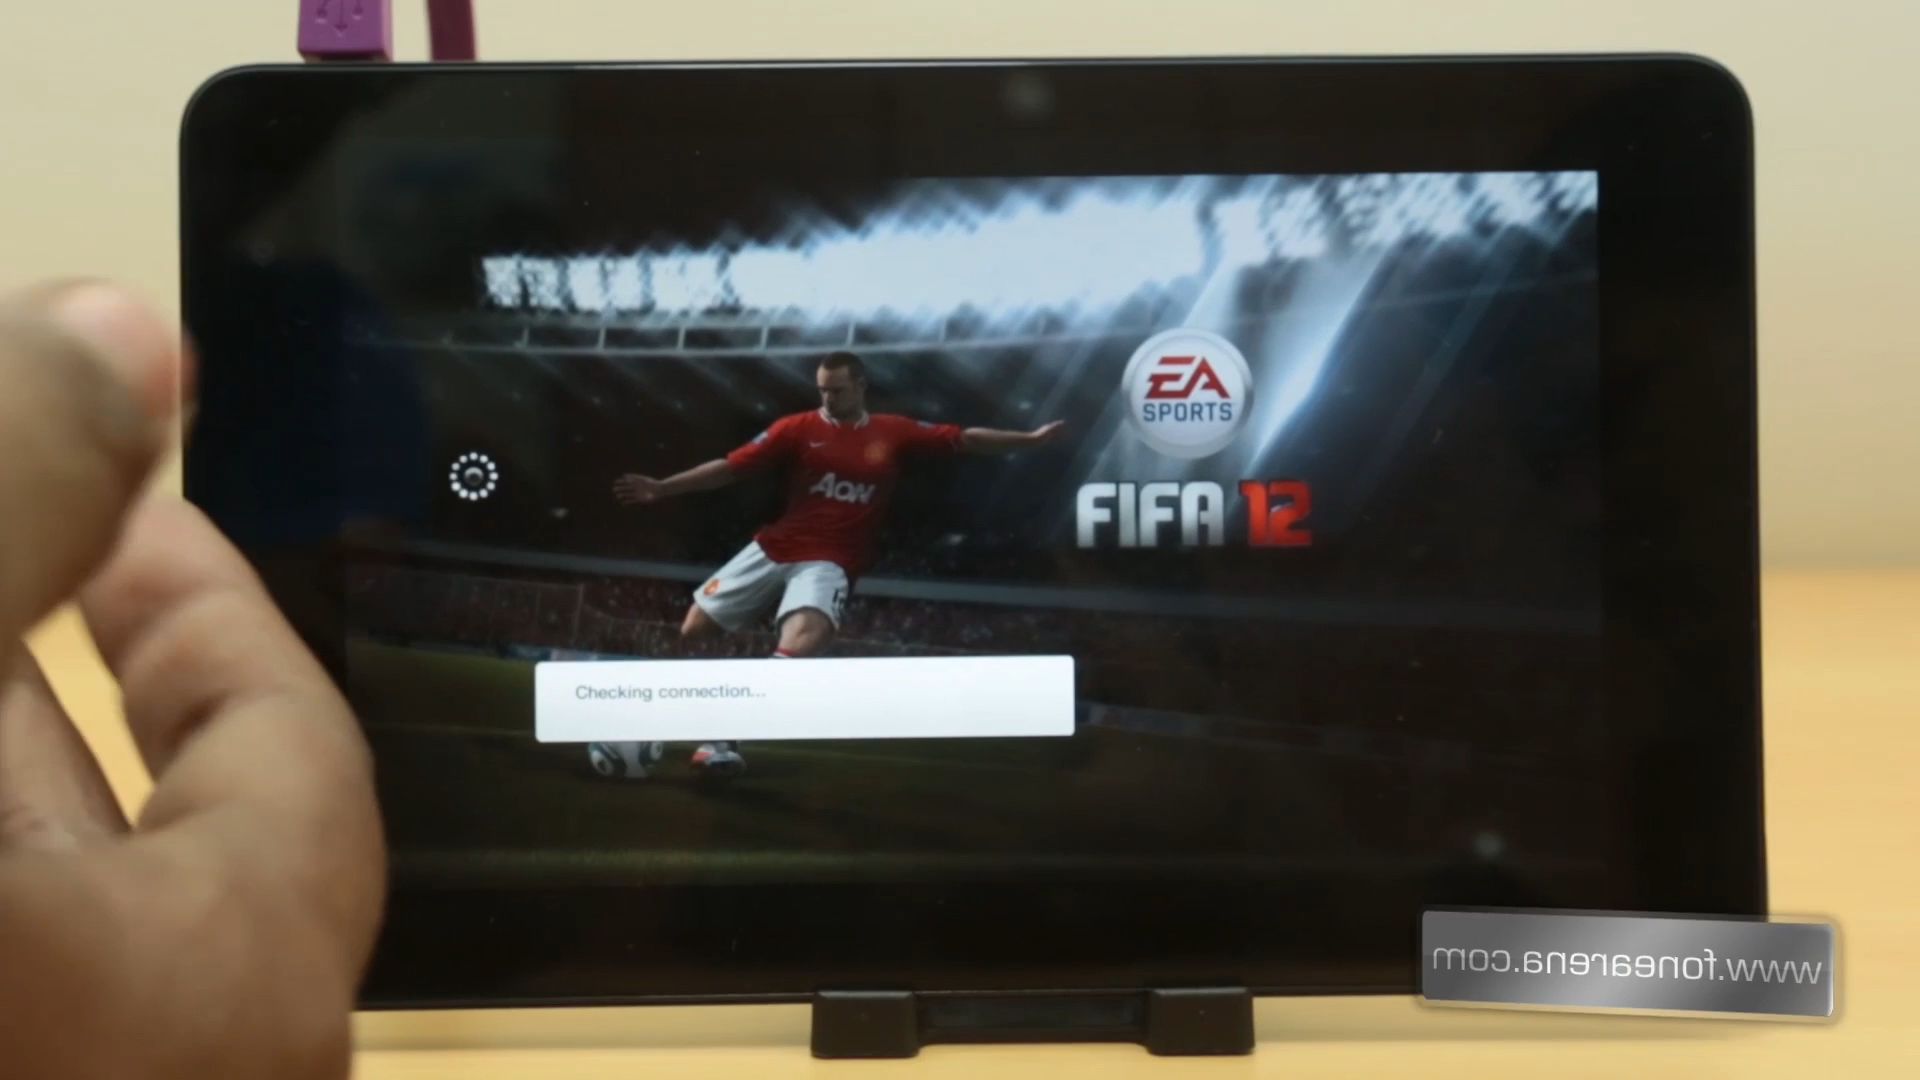 EA
SPORTS
FIFA 12
AON
Checking connection...
www.fonearena.com